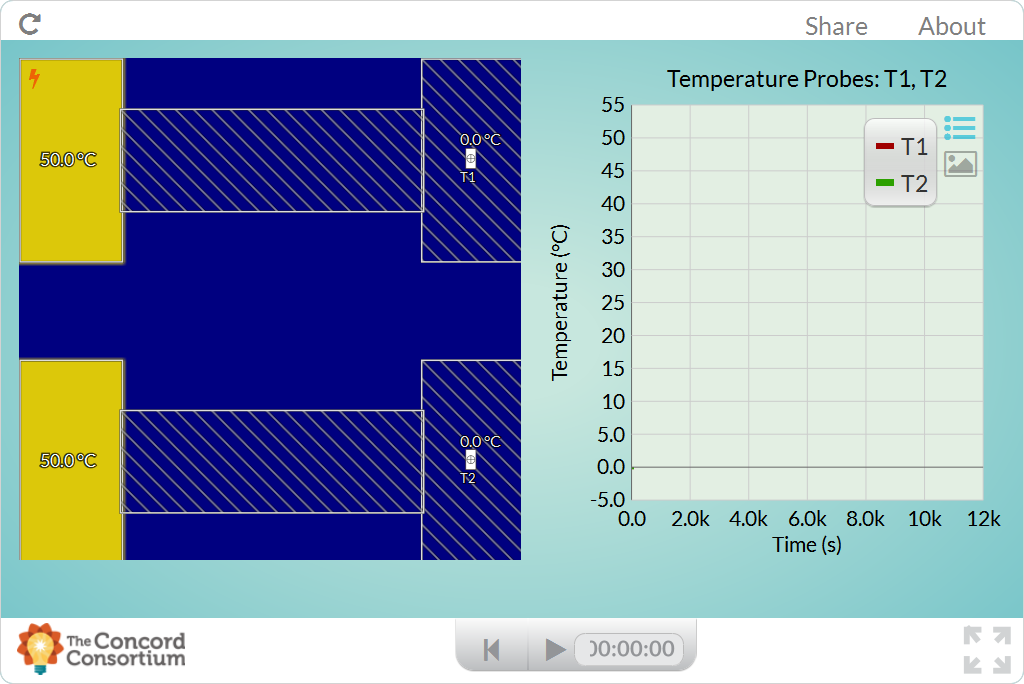 Share About
50.0 °C
0.0 °C
T1
50.0 °C
0.0 °C
T2
Temperature Probes: T1, T2
T1
T2
Temperature (°C)
55
50
45
40
35
30
25
20
15
10
5.0
0.0
-5.0
0.0 2.0k 4.0k 6.0k 8.0k 10k 12k
Time (s)
The Concord
Consortium
00:00:00